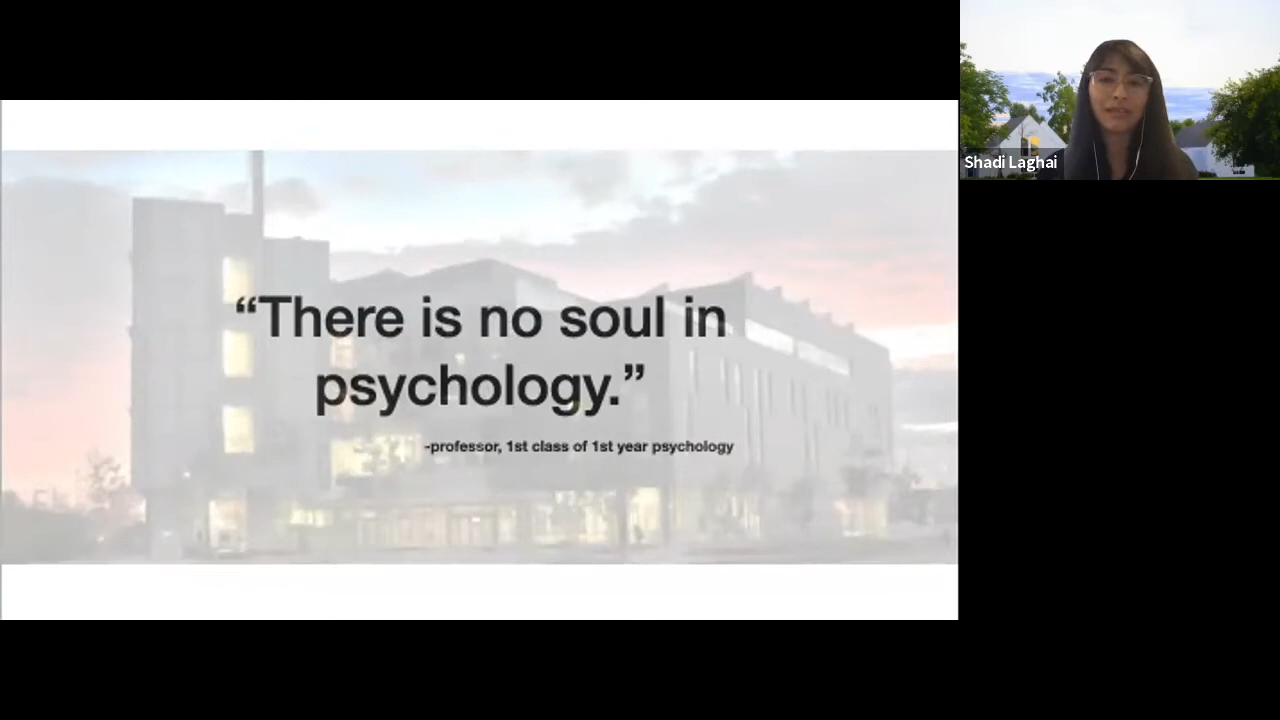 “There is no soul in
psychology.”
-professor, 1st class of 1st year psychology
Shadi Laghai